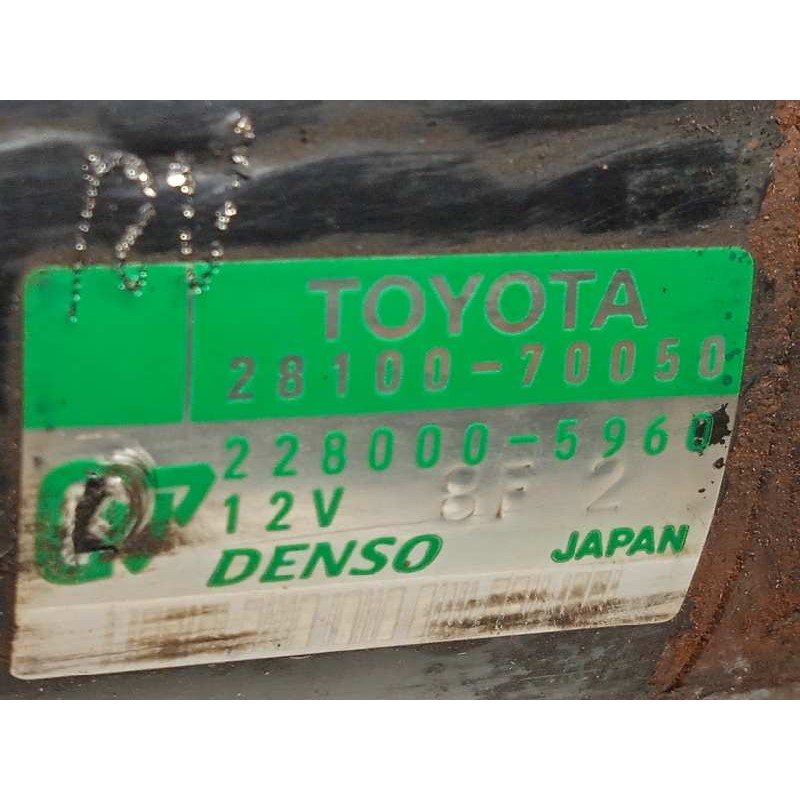 TOYOTA
28100-70050
228000-5960
12V 8F 2
DENSO JAPAN